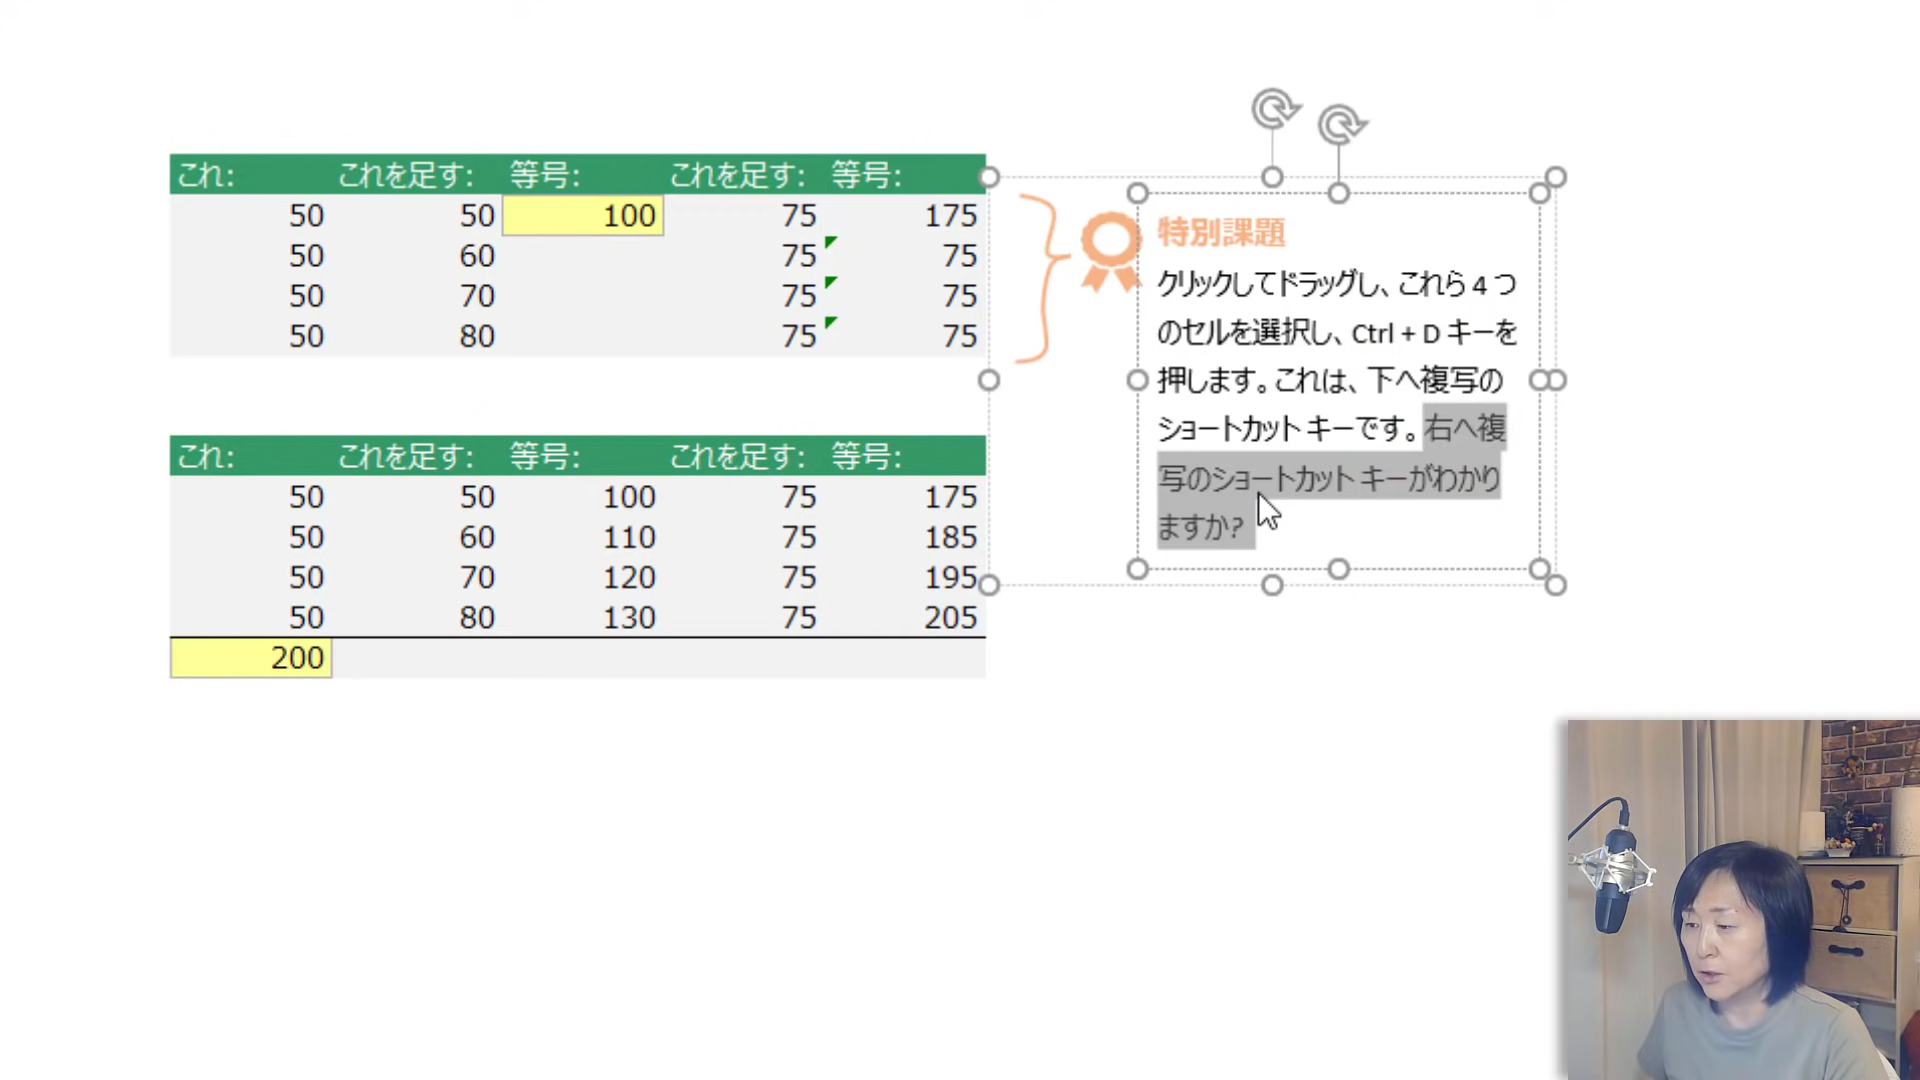 これ: これを足す: 等号: これを足す: 等号:
50 50 100 75 175
50 60 75 75
50 70 75 75
50 80 75 75
特別課題
クリックしてドラッグし、これら 4 つ
のセルを選択し、Ctrl + D キーを
押します。これは、下へ複写の
ショートカット キーです。右へ複
写のショートカット キーがわかり
ますか?
これ: これを足す: 等号: これを足す: 等号:
50 50 100 75 175
50 60 110 75 185
50 70 120 75 195
50 80 130 75 205
200